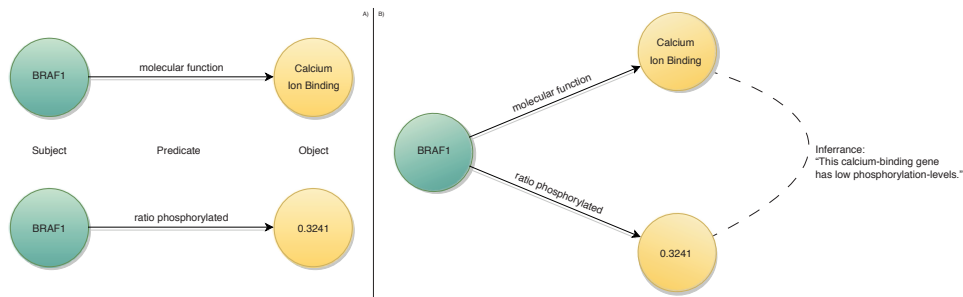 A)
BRAF1
molecular function
Calcium
Ion Binding
Subject
Predicate
Object
BRAF1
ratio phosphorylated
0.3241
B)
Calcium
Ion Binding
molecular function
BRAF1
ratio phosphorylated
0.3241
Inferrance:
“This calcium-binding gene
has low phosphorylation-levels.”